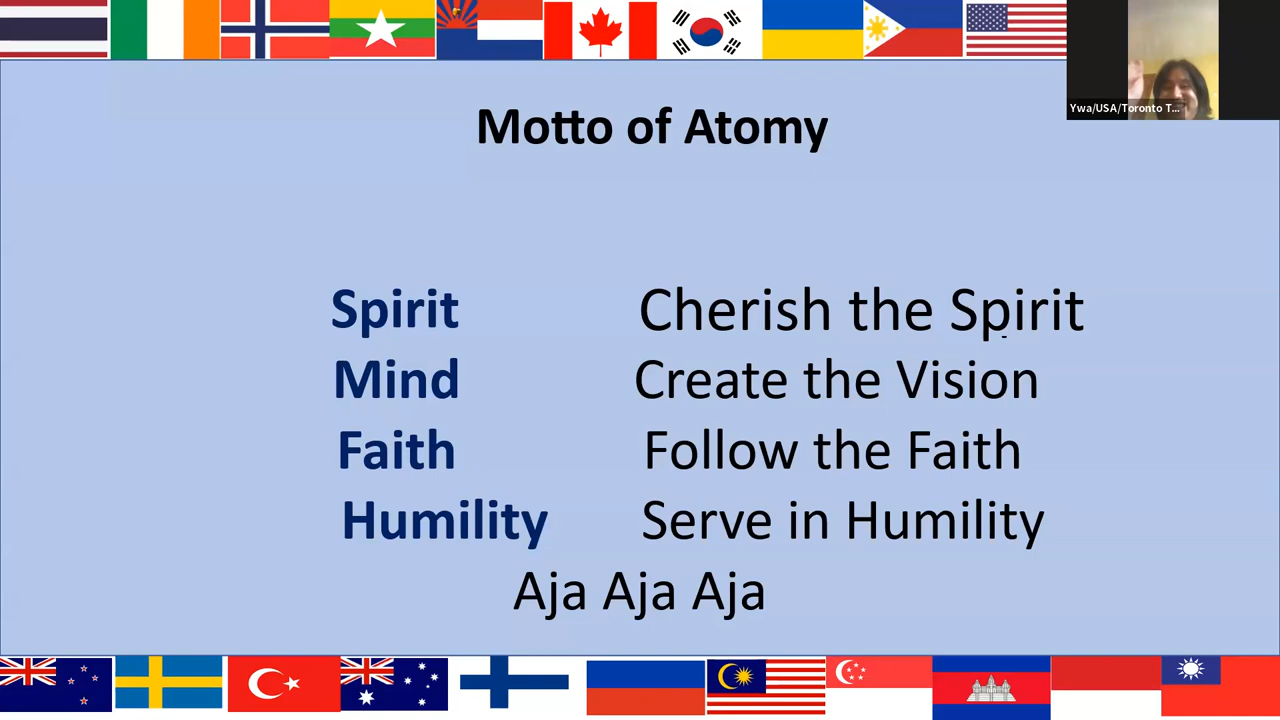 Ywa/USA/Toronto T...
Motto of Atomy
Spirit Cherish the Spirit
Mind Create the Vision
Faith Follow the Faith
Humility Serve in Humility
Aja Aja Aja